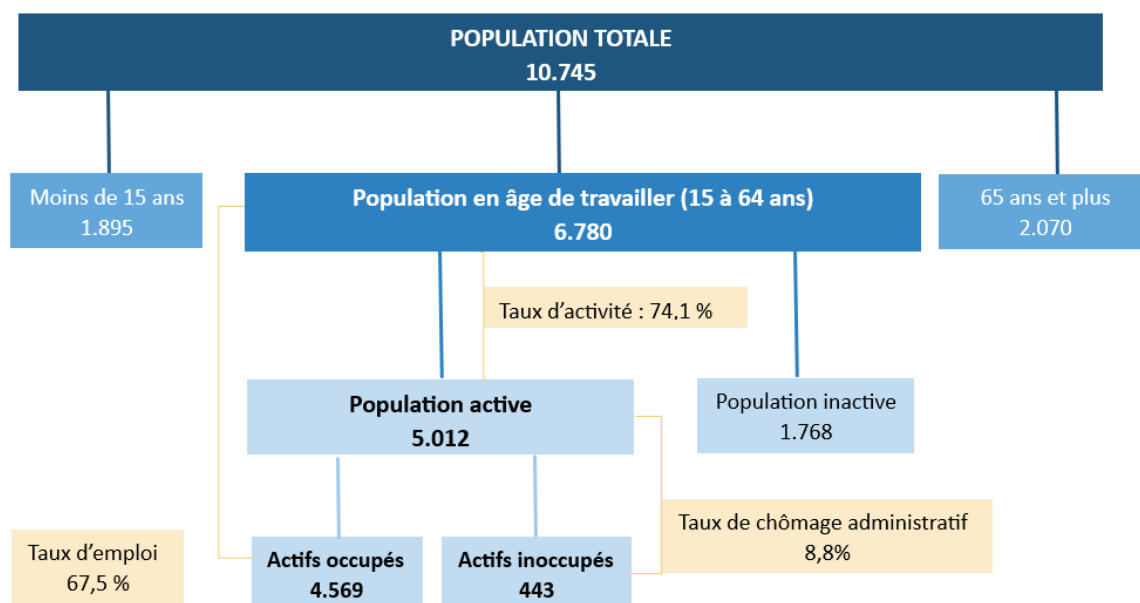 POPULATION TOTALE
10.745
Moins de 15 ans
1.895
Population en âge de travailler (15 à 64 ans)
6.780
65 ans et plus
2.070
Taux d'activité : 74,1 %
Population active
5.012
Population inactive
1.768
Taux d'emploi
67,5 %
Actifs occupés
4.569
Actifs inoccupés
443
Taux de chômage administratif
8,8%